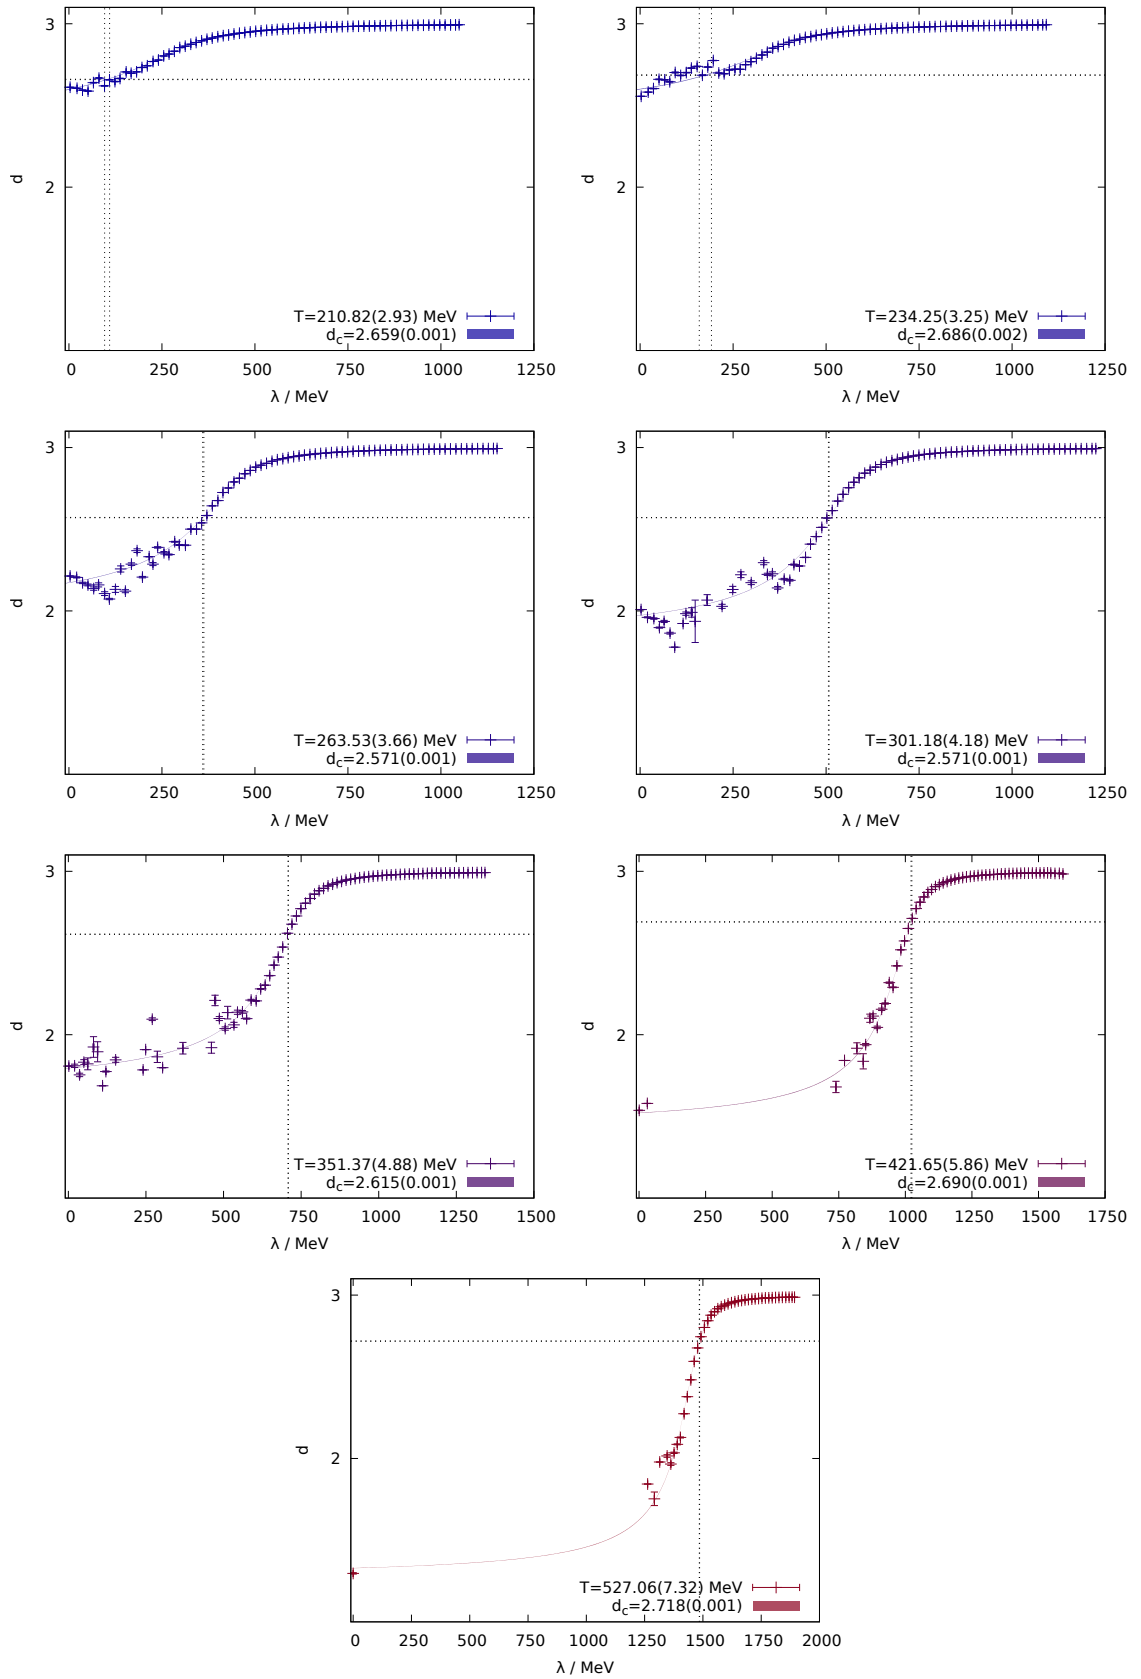 3
2
d
T=210.82(2.93) MeV
d_c=2.659(0.001)
0 250 500 750 1000 1250
λ / MeV
3
2
d
T=234.25(3.25) MeV
d_c=2.686(0.002)
0 250 500 750 1000 1250
λ / MeV
3
2
d
T=263.53(3.66) MeV
d_c=2.571(0.001)
0 250 500 750 1000 1250
λ / MeV
3
2
d
T=301.18(4.18) MeV
d_c=2.571(0.001)
0 250 500 750 1000 1250
λ / MeV
3
2
d
T=351.37(4.88) MeV
d_c=2.615(0.001)
0 250 500 750 1000 1250 1500
λ / MeV
3
2
d
T=421.65(5.86) MeV
d_c=2.690(0.001)
0 250 500 750 1000 1250 1500 1750
λ / MeV
3
2
d
T=527.06(7.32) MeV
d_c=2.718(0.001)
0 250 500 750 1000 1250 1500 1750 2000
λ / MeV